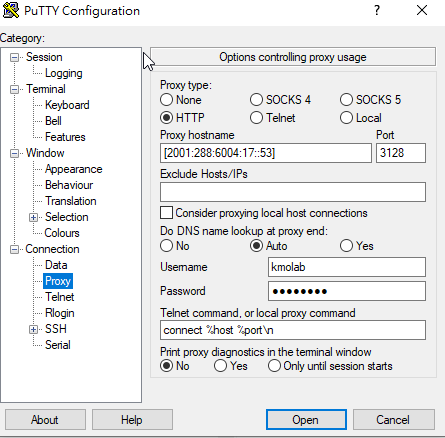 PuTTY Configuration
?
Category:
Session
Logging
Terminal
Keyboard
Bell
Features
Window
Appearance
Behaviour
Translation
Selection
Colours
Connection
Data
Proxy
Telnet
Rlogin
SSH
Serial
Options controlling proxy usage
Proxy type:
None SOCKS 4 SOCKS 5
HTTP Telnet Local
Proxy hostname Port
[2001:288:6004:17::53] 3128
Exclude Hosts/IPs
Consider proxying local host connections
Do DNS name lookup at proxy end:
No Auto Yes
Username kmolab
Password ●●●●●●●●
Telnet command, or local proxy command
connect %host %port\n
Print proxy diagnostics in the terminal window
No Yes Only until session starts
About Help Open Cancel